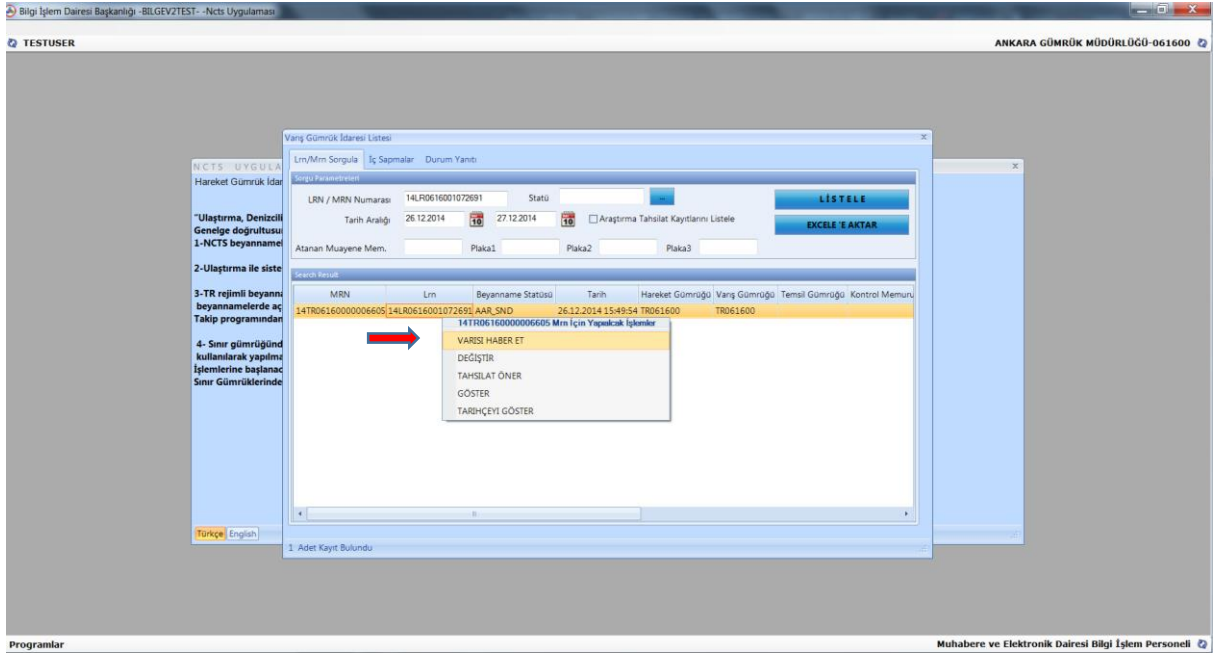 Bilgi İşlem Dairesi Başkanlığı -BILGEV2TEST- -Ncts Uygulaması
TESTUSER
ANKARA GÜMRÜK MÜDÜRLÜĞÜ-061600
NCTS UYGULA
Hareket Gümrük İdar
"Ulaştırma, Denizcili
Genelge doğrultusu
1-NCTS beyannamel
2-Ulaştırma ile siste
3-TR rejimli beyann
beyannamelerde aç
Takip programından
4- Sınır gümrüğünd
kullanılarak yapılma
İşlemlerine başlanac
Sınır Gümrüklerinde
Türkçe English
Varış Gümrük İdaresi Listesi
Lrn/Mrn Sorgula İç Sapmalar Durum Yanıtı
Sorgu Parametreleri
LRN / MRN Numarası 14LR0616001072691 Statü ... LİSTELE
Tarih Aralığı 26.12.2014 10 27.12.2014 10 Araştırma Tahsilat Kayıtlarını Listele EXCELE 'E AKTAR
Atanan Muayene Mem. Plaka1 Plaka2 Plaka3
Search Result
MRN Lrn Beyanname Statüsü Tarih Hareket Gümrüğü Varış Gümrüğü Temsil Gümrüğü Kontrol Memuru
14TR06160000006605 14LR0616001072691 AAR_SND 26.12.2014 15:49:54 TR061600 TR061600
14TR06160000006605 Mrn İçin Yapılacak İşlemler
VARISI HABER ET
DEĞİŞTİR
TAHSILAT ÖNER
GÖSTER
TARIHÇEYI GÖSTER
1 Adet Kayıt Bulundu
Programlar
Muhabere ve Elektronik Dairesi Bilgi İşlem Personeli